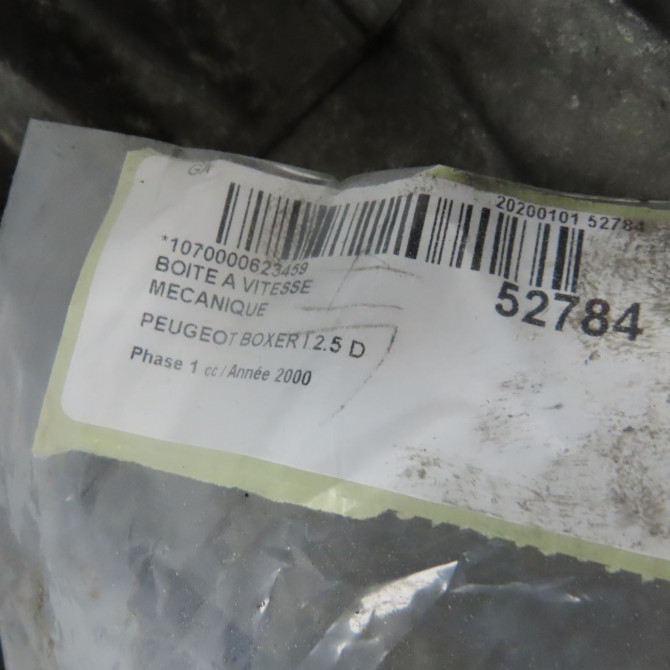 20200101 52784
*1070000623459
52784
BOITE A VITESSE
MECANIQUE
PEUGEOT BOXER I 2.5 D
Phase 1 cc / Année 2000